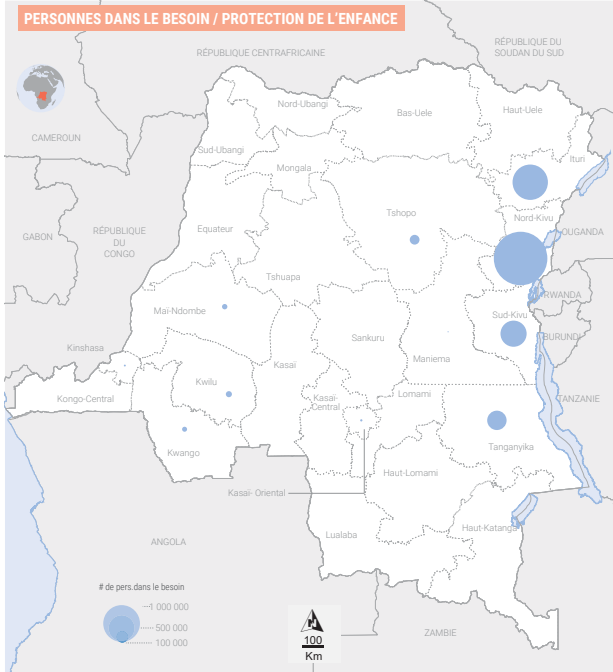 PERSONNES DANS LE BESOIN / PROTECTION DE L'ENFANCE
RÉPUBLIQUE CENTRAFRICAINE
RÉPUBLIQUE DU
SOUDAN DU SUD
CAMEROUN
Nord-Ubangi
Bas-Uele
Haut-Uele
Sud-Ubangi
Ituri
Mongala
GABON
RÉPUBLIQUE
DU
CONGO
Equateur
Tshopo
Nord-Kivu
OUGANDA
Tshuapa
RWANDA
Maï-Ndombe
Sud-Kivu
BURUNDI
Kinshasa
Sankuru
Maniema
Kasaï
Kwilu
Kongo-Central
Kasaï-
Central
Lomami
TANZANIE
Kwango
Tanganyika
Haut-Lomami
Kasaï- Oriental
ANGOLA
Lualaba
Haut-Katanga
# de pers.dans le besoin
1 000 000
500 000
100 000
N
100
Km
ZAMBIE